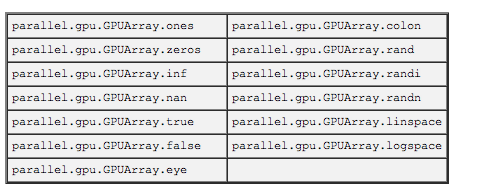 parallel.gpu.GPUArray.ones parallel.gpu.GPUArray.colon
parallel.gpu.GPUArray.zeros parallel.gpu.GPUArray.rand
parallel.gpu.GPUArray.inf parallel.gpu.GPUArray.randi
parallel.gpu.GPUArray.nan parallel.gpu.GPUArray.randn
parallel.gpu.GPUArray.true parallel.gpu.GPUArray.linspace
parallel.gpu.GPUArray.false parallel.gpu.GPUArray.logspace
parallel.gpu.GPUArray.eye